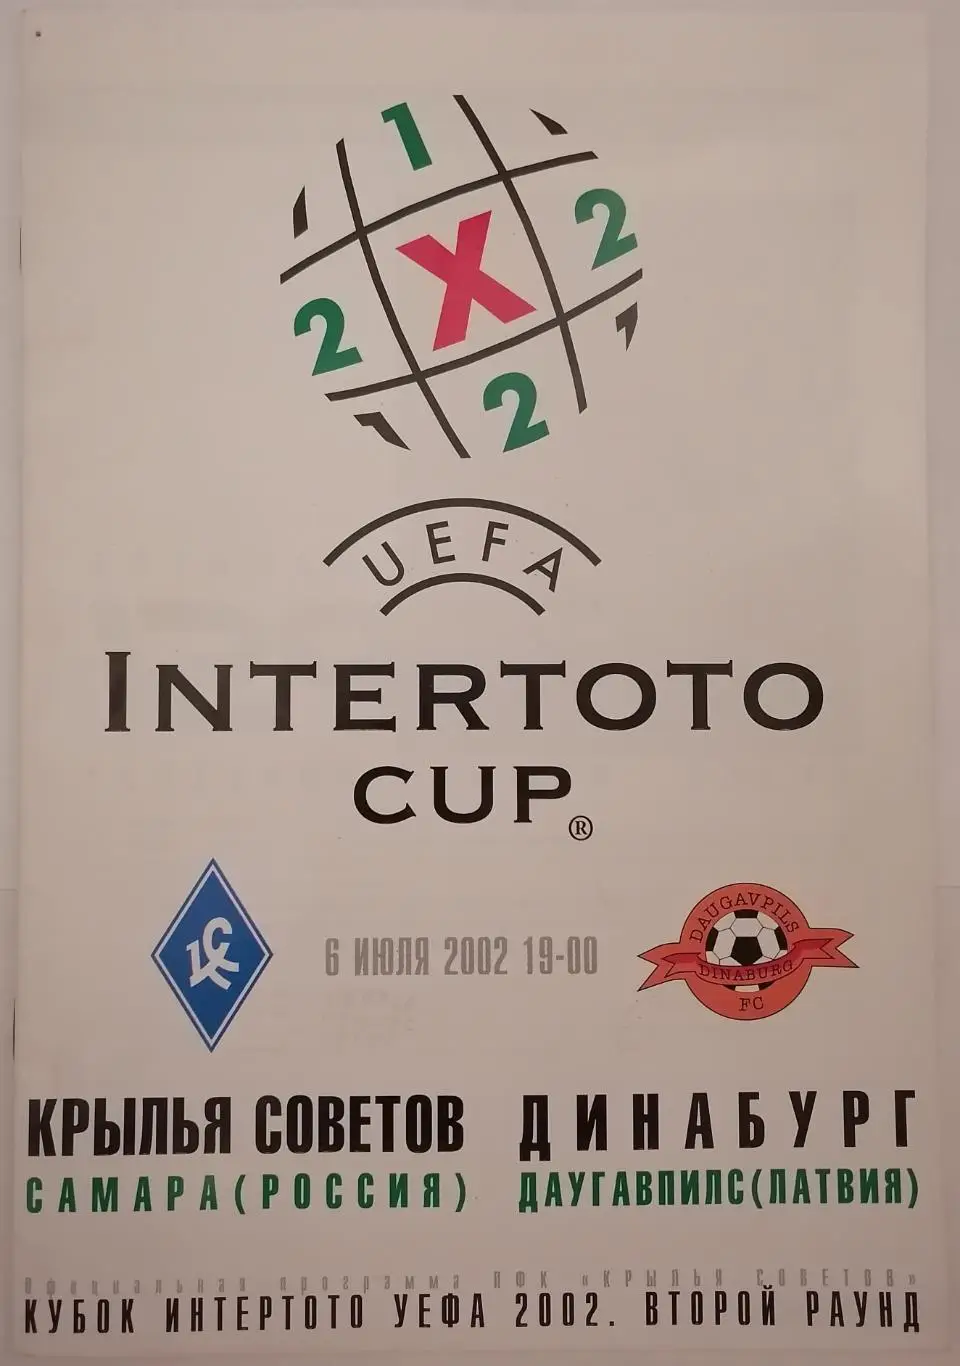 1
X 2
2
2
UEFA
INTERTOTO
CUP®
КС
6 ИЮЛЯ 2002 19-00
DAUGAVPILS
DINABURG
FC
КРЫЛЬЯ СОВЕТОВ ДИНАБУРГ
САМАРА (РОССИЯ) ДАУГАВПИЛС (ЛАТВИЯ)
Официальная программа ПФК «КРЫЛЬЯ СОВЕТОВ»
КУБОК ИНТЕРТОТО УЕФА 2002. ВТОРОЙ РАУНД